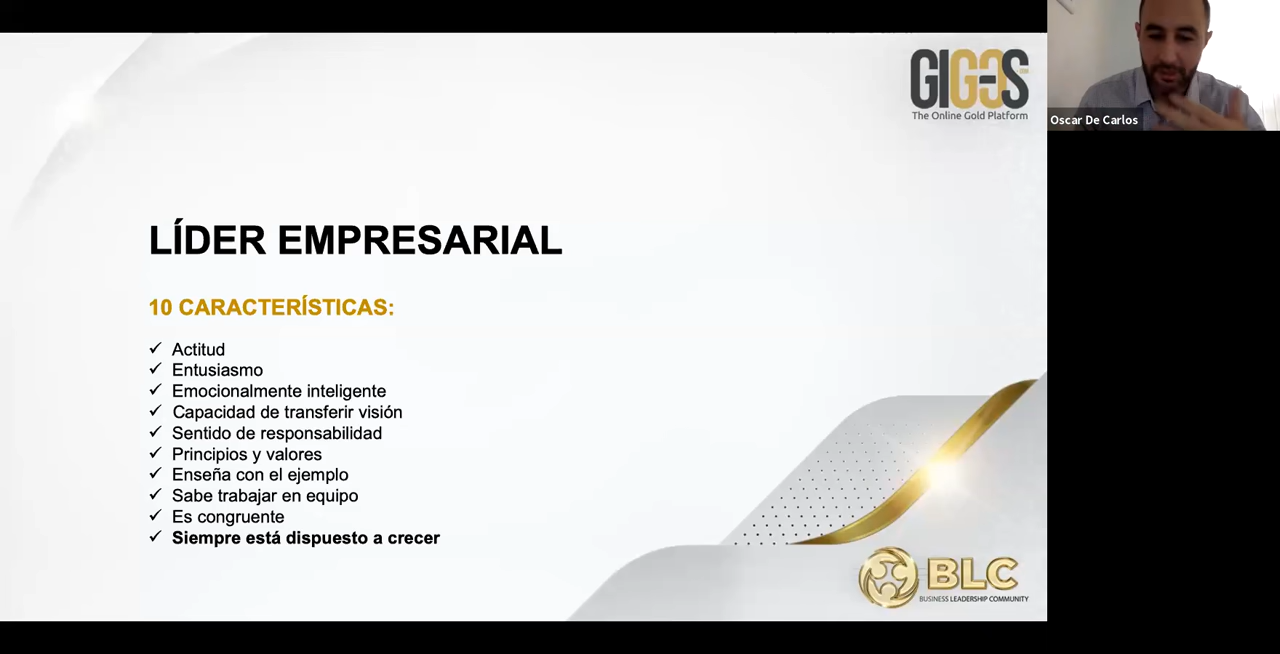 GIGOS
The Online Gold Platform
Oscar De Carlos
LÍDER EMPRESARIAL
10 CARACTERÍSTICAS:
✓ Actitud
✓ Entusiasmo
✓ Emocionalmente inteligente
✓ Capacidad de transferir visión
✓ Sentido de responsabilidad
✓ Principios y valores
✓ Enseña con el ejemplo
✓ Sabe trabajar en equipo
✓ Es congruente
✓ Siempre está dispuesto a crecer
BLC
BUSINESS LEADERSHIP COMMUNITY